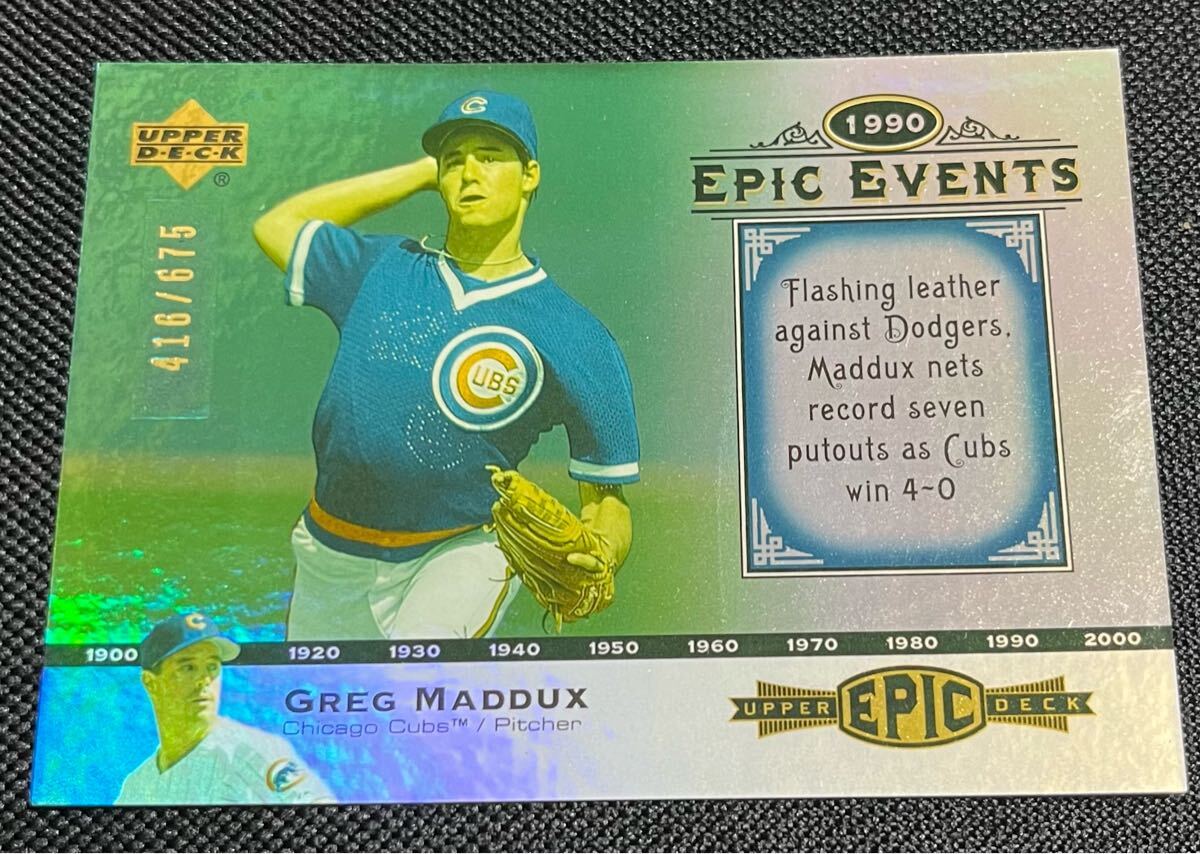 UPPER
D·E·C·K
®
416/675
C
CUBS
1990
EPIC EVENTS
Flashing leather
against Dodgers,
Maddux nets
record seven
putouts as Cubs
win 4~0
1900 1920 1930 1940 1950 1960 1970 1980 1990 2000
C
GREG MADDUX
Chicago Cubs™ / Pitcher
UPPER EPIC DECK